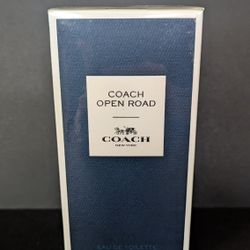 COACH
OPEN ROAD
COACH
NEW YORK
EAU DE TOILETTE